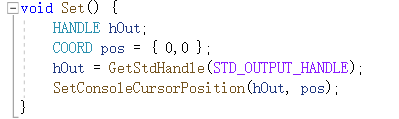 void Set() {
HANDLE hOut;
COORD pos = { 0,0 };
hOut = GetStdHandle(STD_OUTPUT_HANDLE);
SetConsoleCursorPosition(hOut, pos);
}